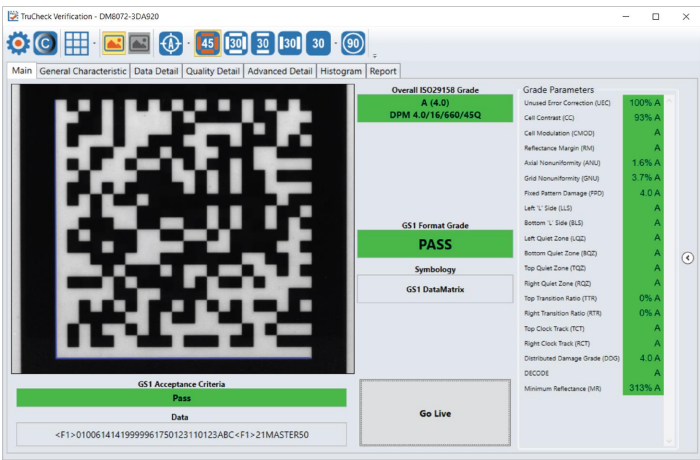 TruCheck Verification - DM8072-3DA920
45 30 30 30 30 90
Main General Characteristic Data Detail Quality Detail Advanced Detail Histogram Report
Overall ISO29158 Grade
A (4.0)
DPM 4.0/16/660/45Q
GS1 Format Grade
PASS
Symbology
GS1 DataMatrix
Go Live
GS1 Acceptance Criteria
Pass
Data
<F1>01006141419999961750123110123ABC<F1>21MASTER50
Grade Parameters
Unused Error Correction (UEC) 100% A
Cell Contrast (CC) 93% A
Cell Modulation (CMOD) A
Reflectance Margin (RM) A
Axial Nonuniformity (ANU) 1.6% A
Grid Nonuniformity (GNU) 3.7% A
Fixed Pattern Damage (FPD) 4.0 A
Left 'L' Side (LLS) A
Bottom 'L' Side (BLS) A
Left Quiet Zone (LQZ) A
Bottom Quiet Zone (BQZ) A
Top Quiet Zone (TQZ) A
Right Quiet Zone (RQZ) A
Top Transition Ratio (TTR) 0% A
Right Transition Ratio (RTR) 0% A
Top Clock Track (TCT) A
Right Clock Track (RCT) A
Distributed Damage Grade (DDG) 4.0 A
DECODE A
Minimum Reflectance (MR) 313% A